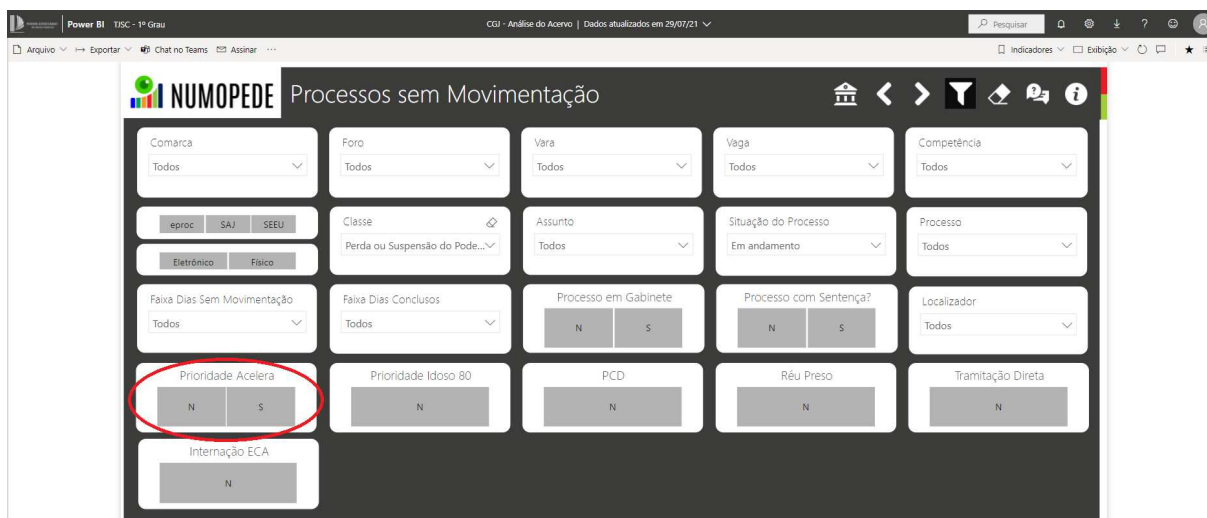 Power BI TJSC - 1º Grau
CGJ - Análise do Acervo | Dados atualizados em 29/07/21
Pesquisar
Arquivo Exportar Chat no Teams Assinar ...
Indicadores Exibição
NUMOPEDE Processos sem Movimentação
Comarca Foro Vara Vaga Competência
Todos Todos Todos Todos Todos
eproc SAJ SEEU
Eletrônico Físico
Classe Assunto Situação do Processo Processo
Perda ou Suspensão do Pode... Todos Em andamento Todos
Faixa Dias Sem Movimentação Faixa Dias Conclusos Processo em Gabinete Processo com Sentença? Localizador
Todos Todos N S N S Todos
Prioridade Acelera Prioridade Idoso 80 PCD Réu Preso Tramitação Direta
N S N N N N
Internação ECA
N